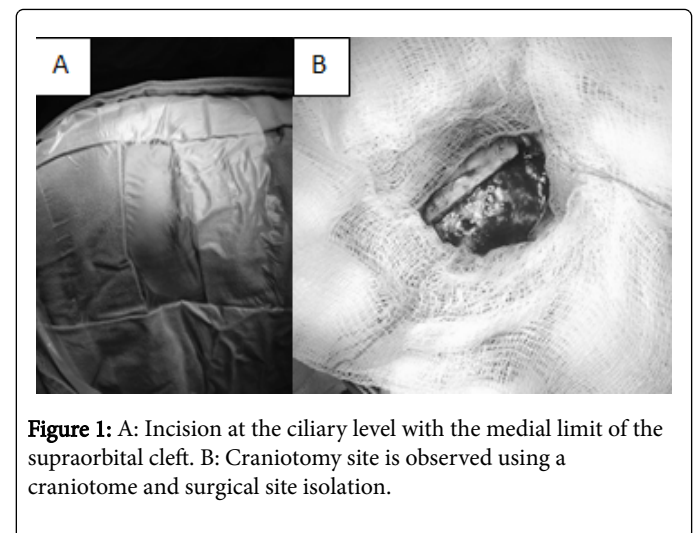 A
B
Figure 1: A: Incision at the ciliary level with the medial limit of the
supraorbital cleft. B: Craniotomy site is observed using a
craniotome and surgical site isolation.